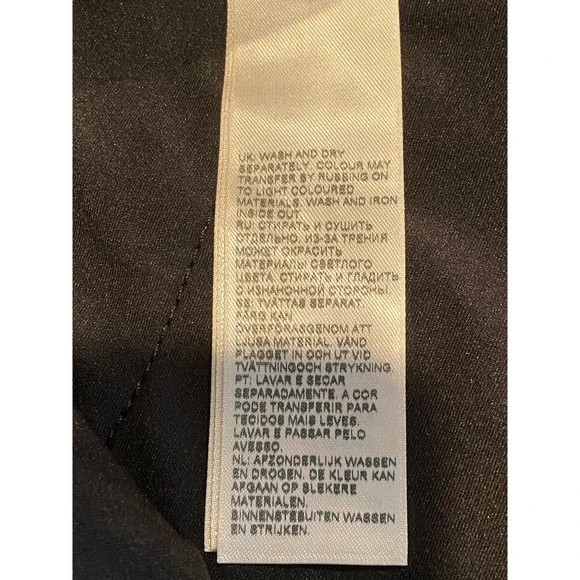 UK: WASH AND DRY
SEPARATELY. COLOUR MAY
TRANSFER BY RUBBING ON
TO LIGHT COLOURED
MATERIALS. WASH AND IRON
INSIDE OUT.
RU: СТИРАТЬ И СУШИТЬ
ОТДЕЛЬНО. ИЗ-ЗА ТРЕНИЯ
МОЖЕТ ОКРАСИТЬ
МАТЕРИАЛЫ СВЕТЛОГО
ЦВЕТА. СТИРАТЬ И ГЛАДИТЬ
С ИЗНАНОЧНОЙ СТОРОНЫ
SE: TVÄTTAS SEPARAT.
FÄRG KAN
ÖVERFÖRASGENOM ATT
LJUSA MATERIAL. VÄND
PLAGGET IN OCH UT VID
TVÄTTNINGOCH STRYKNING
PT: LAVAR E SECAR
SEPARADAMENTE. A COR
PODE TRANSFERIR PARA
TECIDOS MAIS LEVES.
LAVAR E PASSAR PELO
AVESSO.
NL: AFZONDERLIJK WASSEN
EN DROGEN. DE KLEUR KAN
AFGAAN OP BLEKERE
MATERIALEN.
BINNENSTEBUITEN WASSEN
EN STRIJKEN.